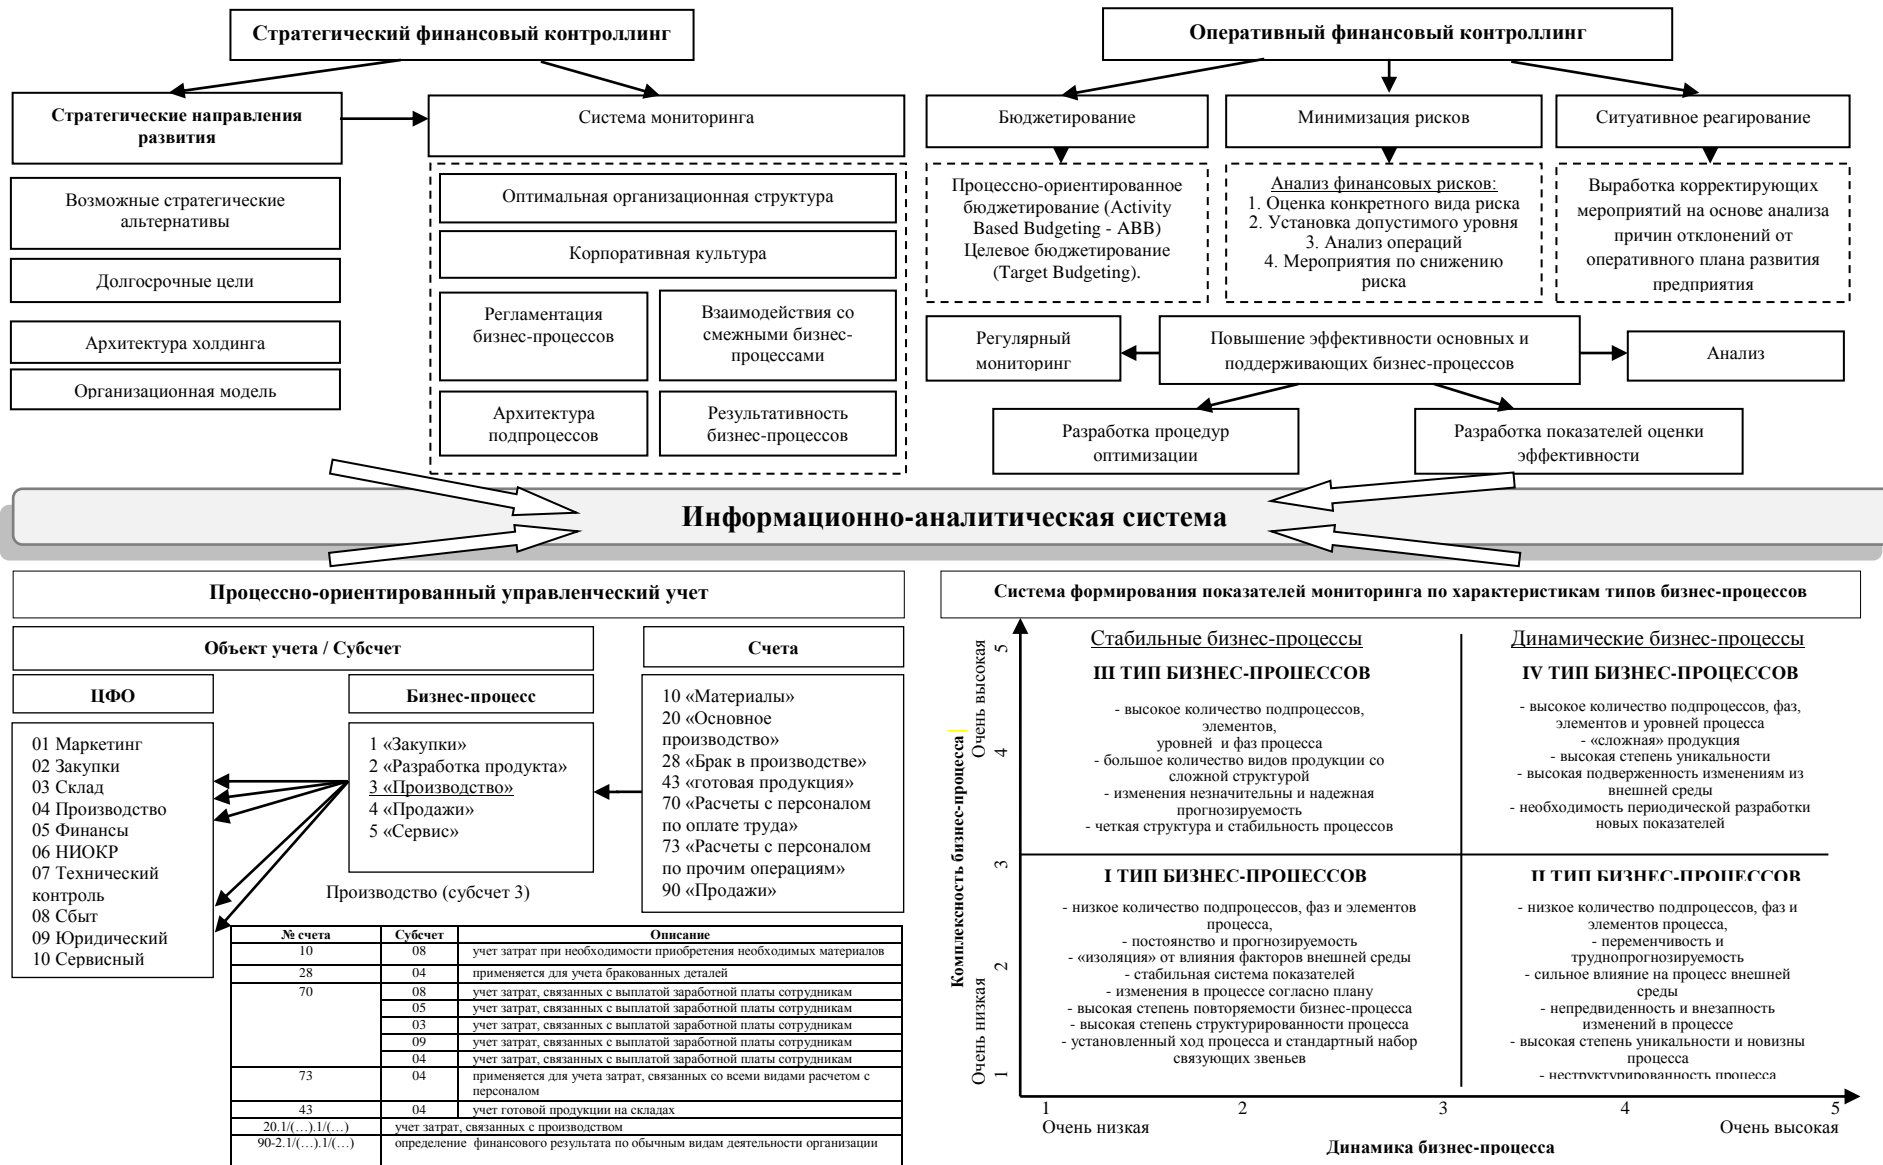 Стратегический финансовый контроллинг
Стратегические направления
развития
Система мониторинга
Возможные стратегические
альтернативы
Долгосрочные цели
Архитектура холдинга
Организационная модель
Оптимальная организационная структура
Корпоративная культура
Регламентация
бизнес-процессов
Взаимодействия со
смежными бизнес-
процессами
Архитектура
подпроцессов
Результативность
бизнес-процессов
Оперативный финансовый контроллинг
Бюджетирование
Минимизация рисков
Ситуативное реагирование
Процессно-ориентированное
бюджетирование (Activity
Based Budgeting - ABB)
Целевое бюджетирование
(Target Budgeting).
Анализ финансовых рисков:
1. Оценка конкретного вида риска
2. Установка допустимого уровня
3. Анализ операций
4. Мероприятия по снижению
риска
Выработка корректирующих
мероприятий на основе анализа
причин отклонений от
оперативного плана развития
предприятия
Регулярный
мониторинг
Повышение эффективности основных и
поддерживающих бизнес-процессов
Анализ
Разработка процедур
оптимизации
Разработка показателей оценки
эффективности
Информационно-аналитическая система
Процессно-ориентированный управленческий учет
Объект учета / Субсчет
Счета
ЦФО
Бизнес-процесс
01 Маркетинг
02 Закупки
03 Склад
04 Производство
05 Финансы
06 НИОКР
07 Технический
контроль
08 Сбыт
09 Юридический
10 Сервисный
1 «Закупки»
2 «Разработка продукта»
3 «Производство»
4 «Продажи»
5 «Сервис»
10 «Материалы»
20 «Основное
производство»
28 «Брак в производстве»
43 «готовая продукция»
70 «Расчеты с персоналом
по оплате труда»
73 «Расчеты с персоналом
по прочим операциям»
90 «Продажи»
Производство (субсчет 3)
№ счета Субсчет Описание
10 08 учет затрат при необходимости приобретения необходимых материалов
28 04 применяется для учета бракованных деталей
70 08 учет затрат, связанных с выплатой заработной платы сотрудникам
05 учет затрат, связанных с выплатой заработной платы сотрудникам
03 учет затрат, связанных с выплатой заработной платы сотрудникам
09 учет затрат, связанных с выплатой заработной платы сотрудникам
04 учет затрат, связанных с выплатой заработной платы сотрудникам
73 04 применяется для учета затрат, связанных со всеми видами расчетом с
персоналом
43 04 учет готовой продукции на складах
20.1/(…).1/(…) учет затрат, связанных с производством
90-2.1/(…).1/(…) определение финансового результата по обычным видам деятельности организации
Система формирования показателей мониторинга по характеристикам типов бизнес-процессов
Комплексность бизнес-процесса
Очень высокая
Очень низкая
5
4
3
2
1
Стабильные бизнес-процессы
III ТИП БИЗНЕС-ПРОЦЕССОВ
- высокое количество подпроцессов,
элементов,
уровней и фаз процесса
- большое количество видов продукции со
сложной структурой
- изменения незначительны и надежная
прогнозируемость
- четкая структура и стабильность процессов
Динамические бизнес-процессы
IV ТИП БИЗНЕС-ПРОЦЕССОВ
- высокое количество подпроцессов, фаз,
элементов и уровней процесса
- «сложная» продукция
- высокая степень уникальности
- высокая подверженность изменениям из
внешней среды
- необходимость периодической разработки
новых показателей
I ТИП БИЗНЕС-ПРОЦЕССОВ
- низкое количество подпроцессов, фаз и элементов
процесса,
- постоянство и прогнозируемость
- «изоляция» от влияния факторов внешней среды
- стабильная система показателей
- изменения в процессе согласно плану
- высокая степень повторяемости бизнес-процесса
- высокая степень структурированности процесса
- установленный ход процесса и стандартный набор
связующих звеньев
II ТИП БИЗНЕС-ПРОЦЕССОВ
- низкое количество подпроцессов, фаз и
элементов процесса,
- переменчивость и
труднопрогнозируемость
- сильное влияние на процесс внешней
среды
- непредвиденность и внезапность
изменений в процессе
- высокая степень уникальности и новизны
процесса
- неструктурированность процесса
1 2 3 4 5
Очень низкая Очень высокая
Динамика бизнес-процесса